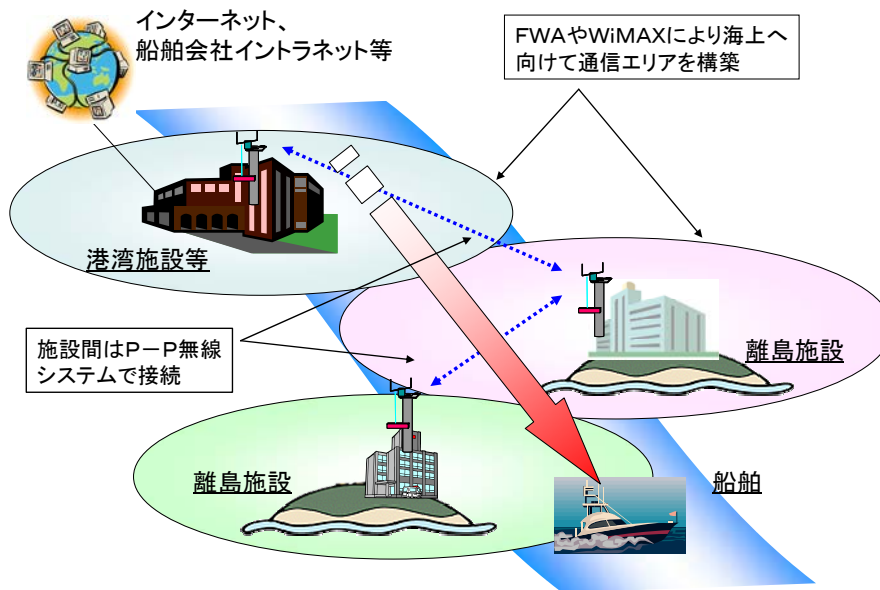 インターネット、
船舶会社イントラネット等
FWAやWiMAXにより海上へ
向けて通信エリアを構築
港湾施設等
施設間はP－P無線
システムで接続
離島施設
離島施設
船舶